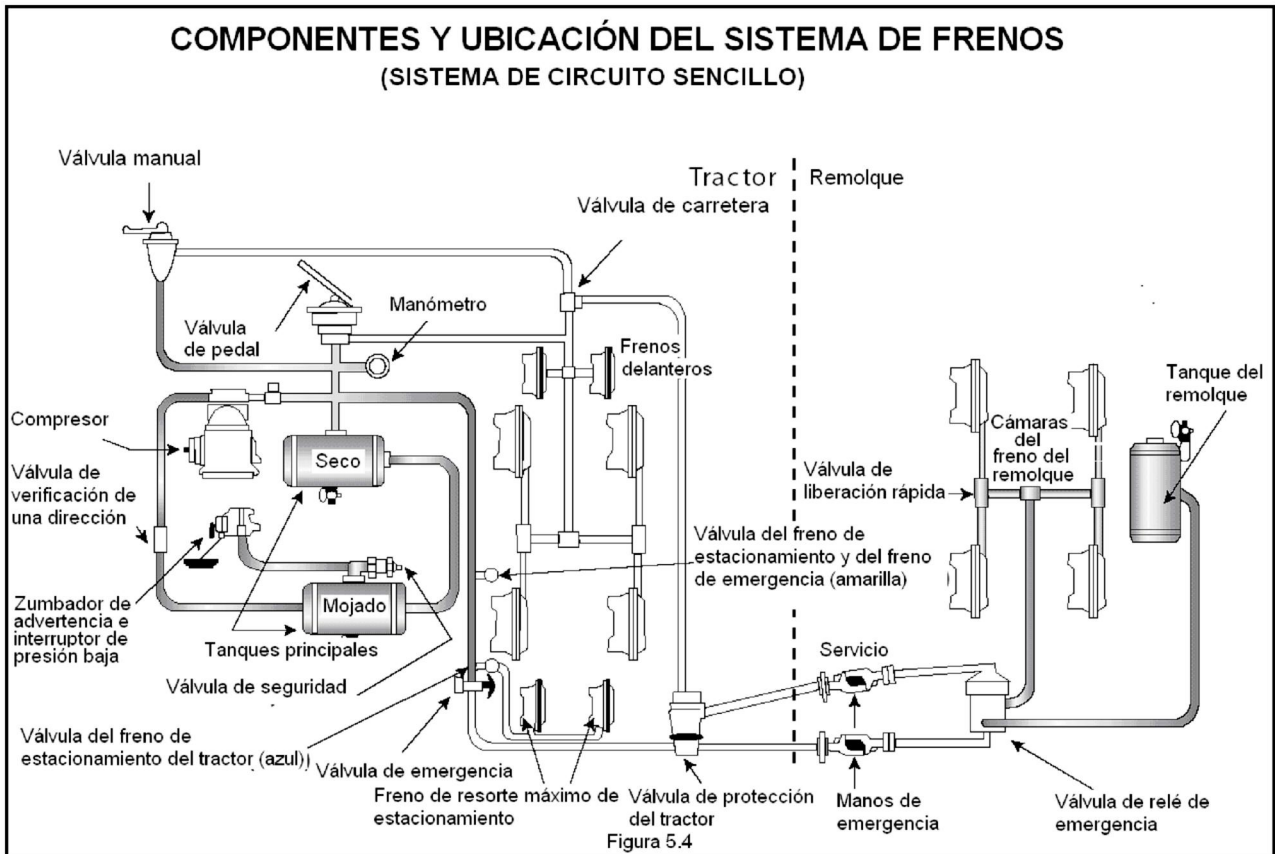 COMPONENTES Y UBICACIÓN DEL SISTEMA DE FRENOS
(SISTEMA DE CIRCUITO SENCILLO)
Válvula manual
Tractor
Remolque
Válvula de carretera
Manómetro
Válvula
de pedal
Frenos
delanteros
Tanque del
remolque
Compresor
Seco
Cámaras
del
freno del
remolque
Válvula de
verificación de
una dirección
Válvula de
liberación rápida
Válvula del freno de
estacionamiento y del freno
de emergencia (amarilla)
Zumbador de
advertencia e
interruptor de
presión baja
Mojado
Tanques principales
Servicio
Válvula de seguridad
Válvula del freno de
estacionamiento del tractor (azul)
Válvula de emergencia
Freno de resorte máximo de
estacionamiento
Válvula de protección
del tractor
Manos de
emergencia
Válvula de relé de
emergencia
Figura 5.4